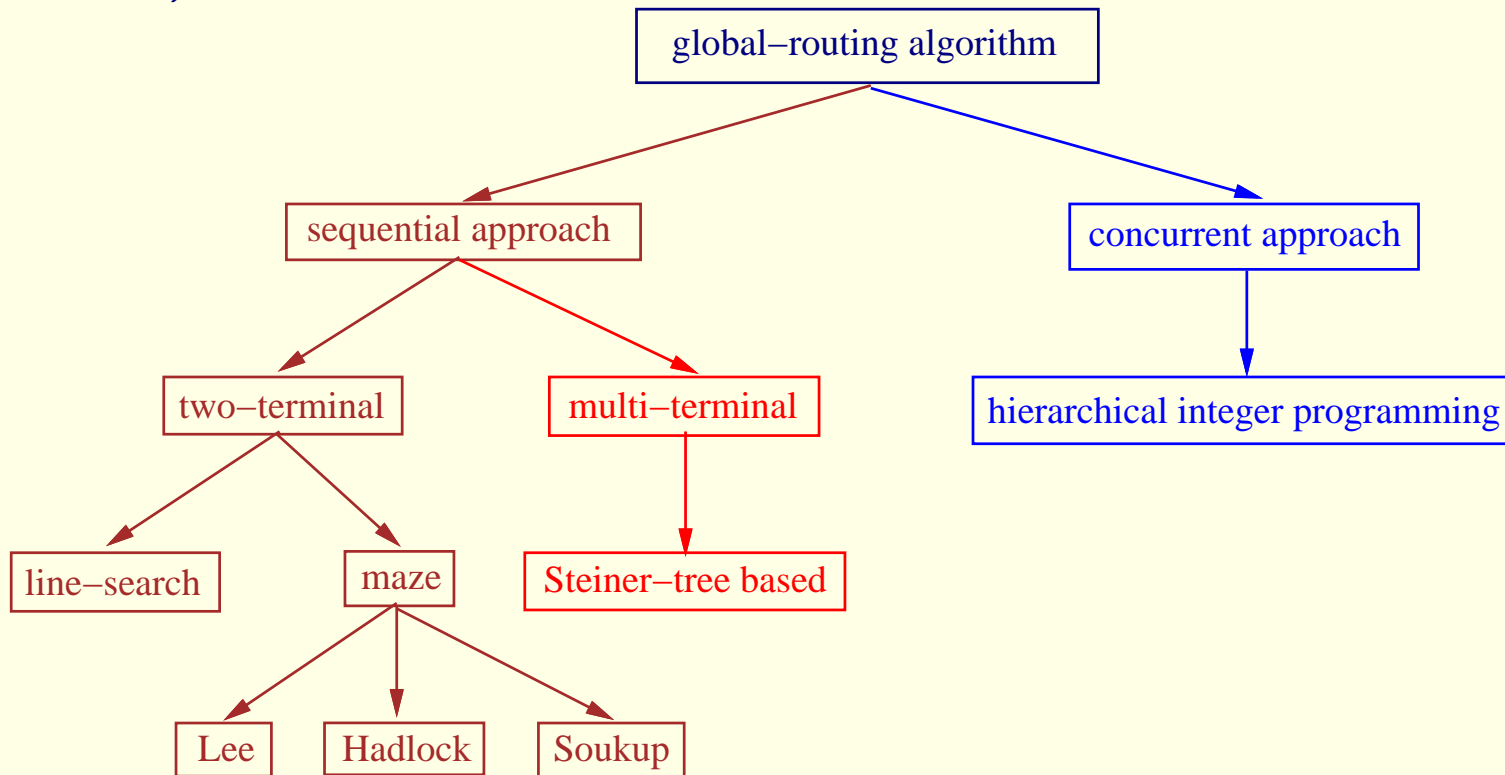 global−routing algorithm
sequential approach
concurrent approach
two−terminal
multi−terminal
hierarchical integer programming
line−search
maze
Steiner−tree based
Lee
Hadlock
Soukup